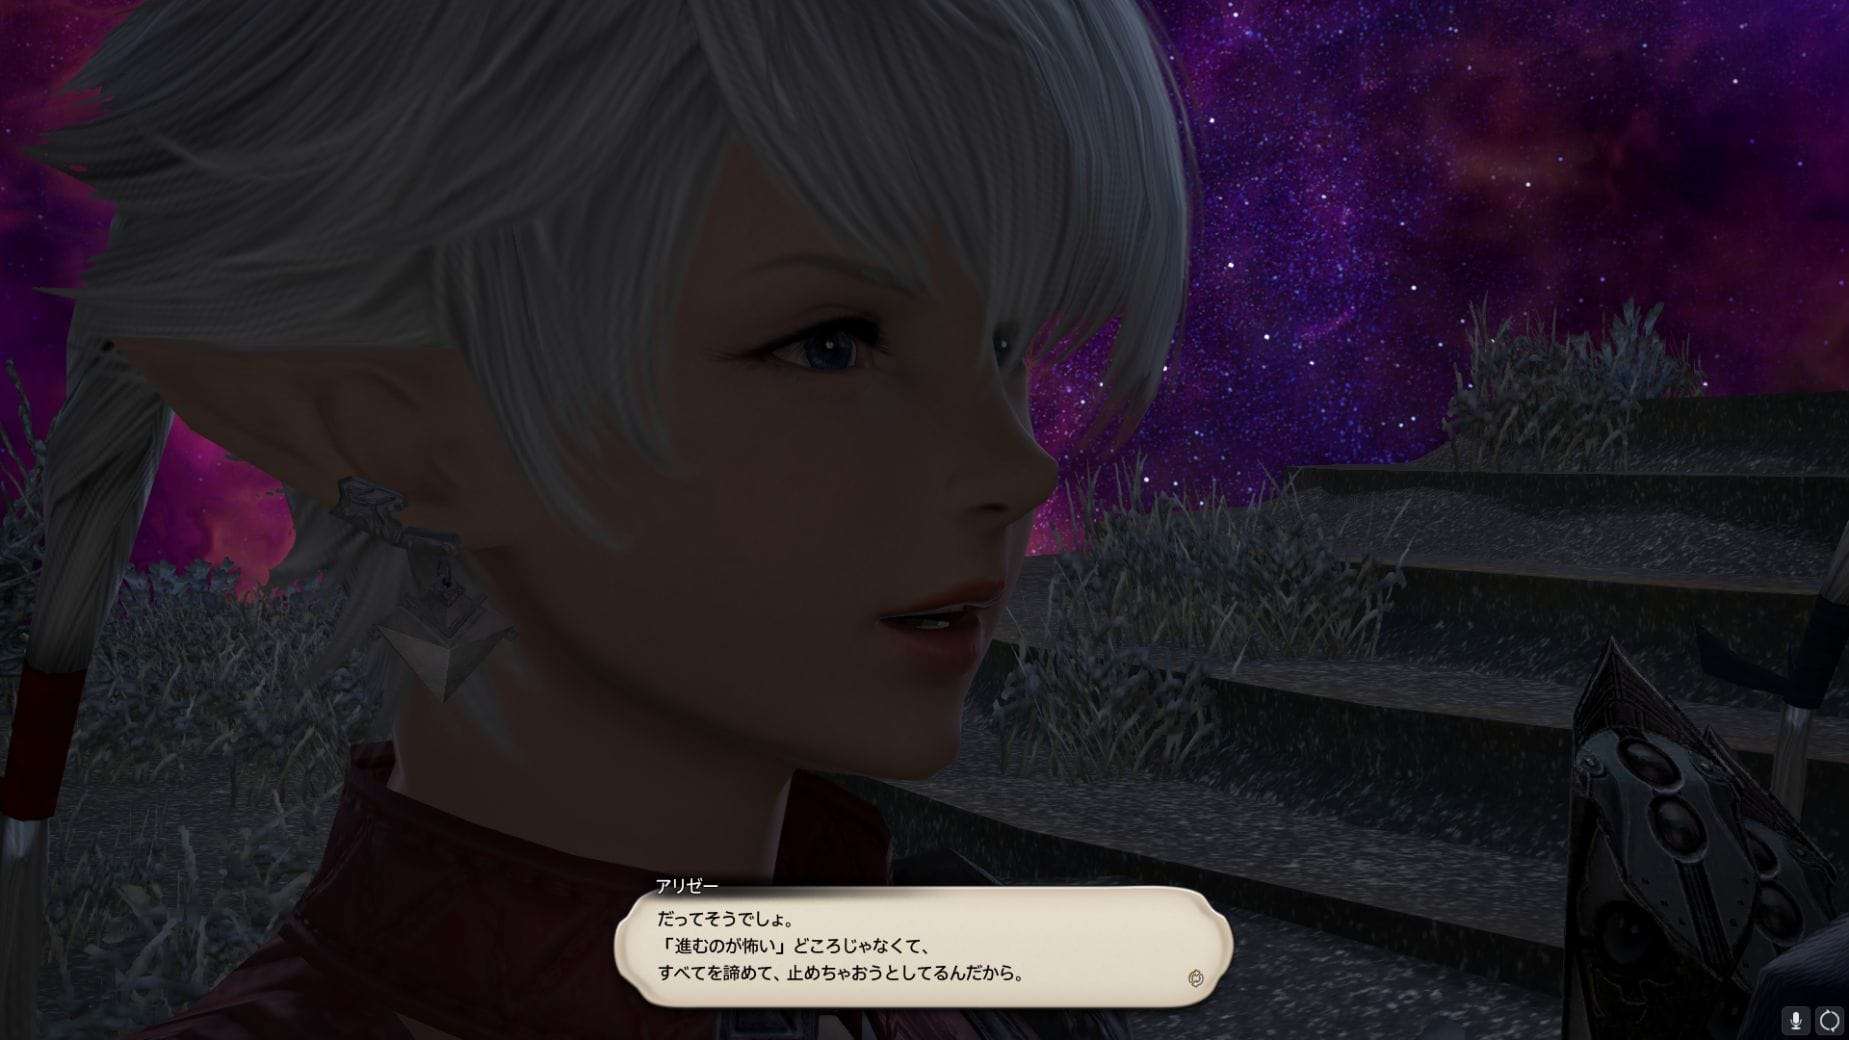 アリゼー
だってそうでしょ。
「進むのが怖い」どころじゃなくて、
すべてを諦めて、止めちゃおうとしてるんだから。